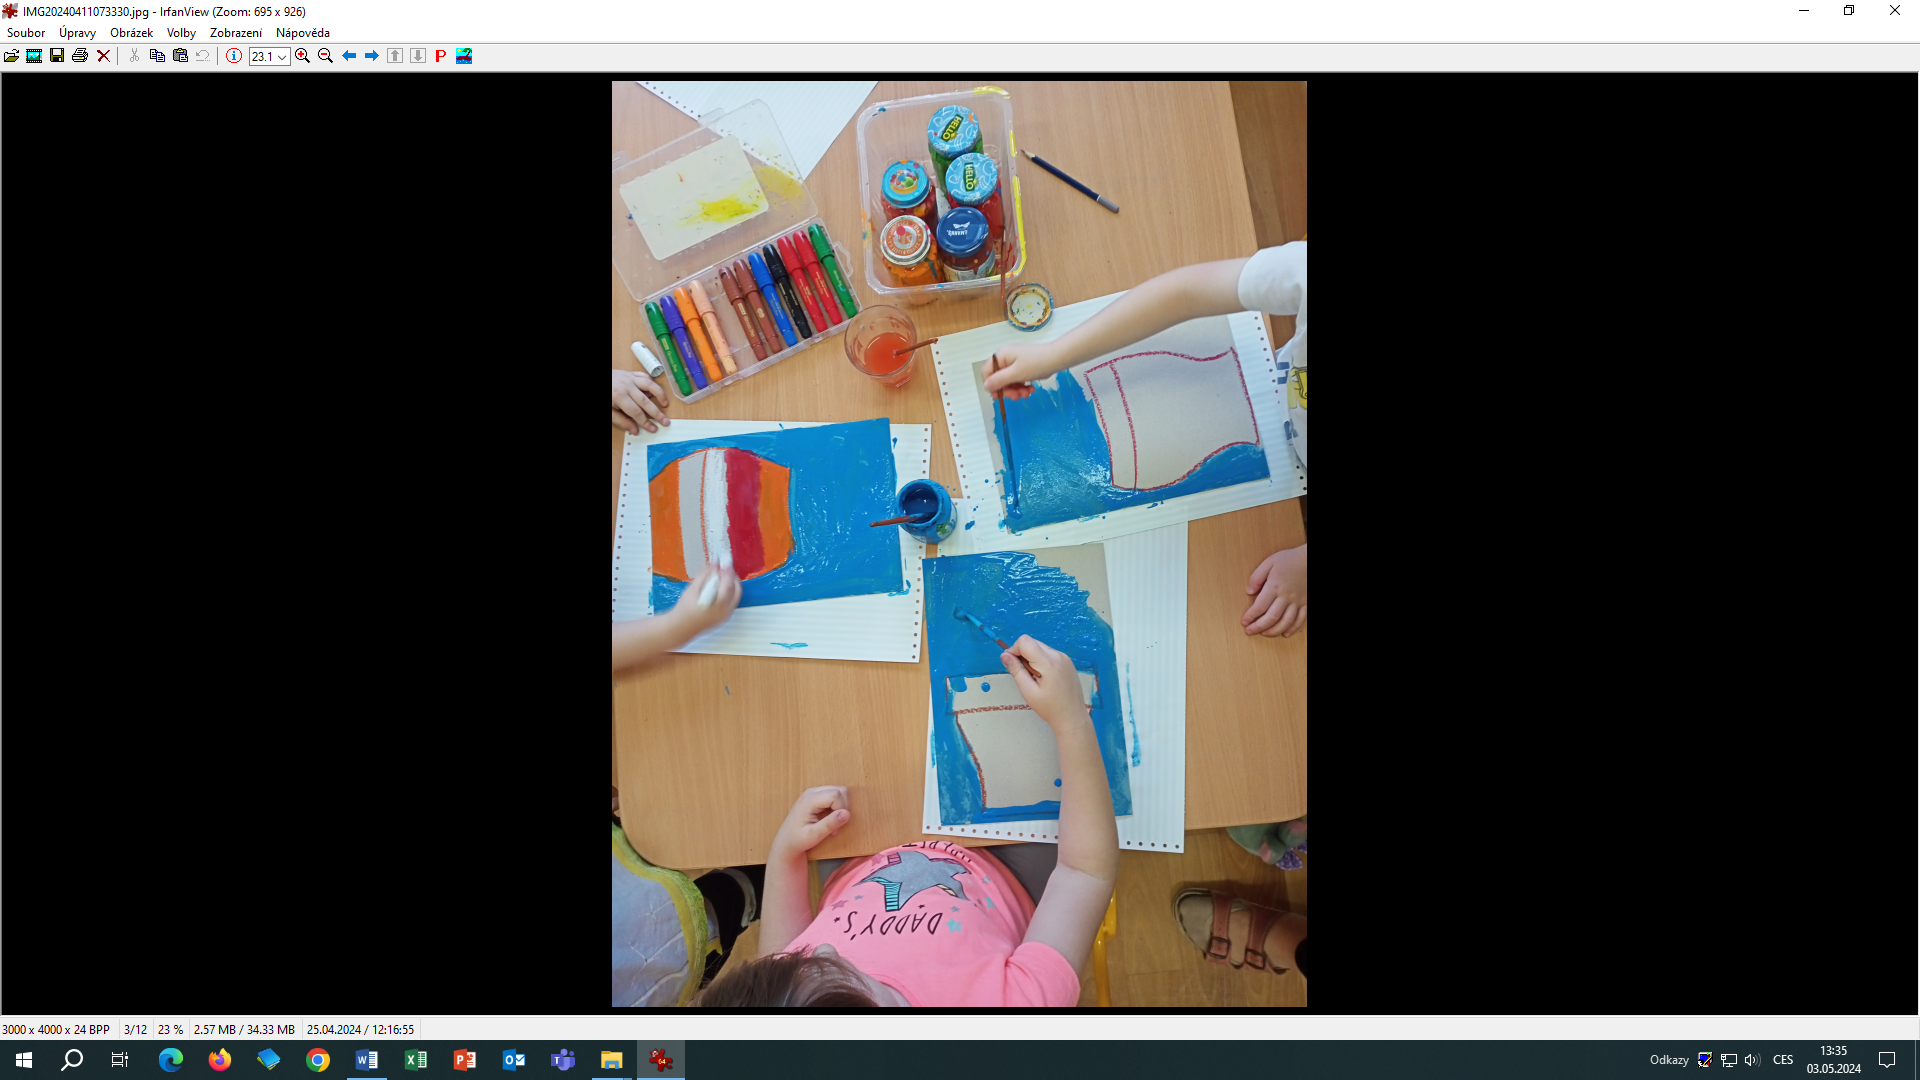 IMG20240411073330.jpg - IrfanView (Zoom: 695 x 926)
Soubor Úpravy Obrázek Volby Zobrazení Nápověda
23.1
HELLO
HELLO
DADDY'S
3000 x 4000 x 24 BPP 3/12 23 % 2.57 MB / 34.33 MB 25.04.2024 / 12:16:55
Odkazy CES 13:35
03.05.2024